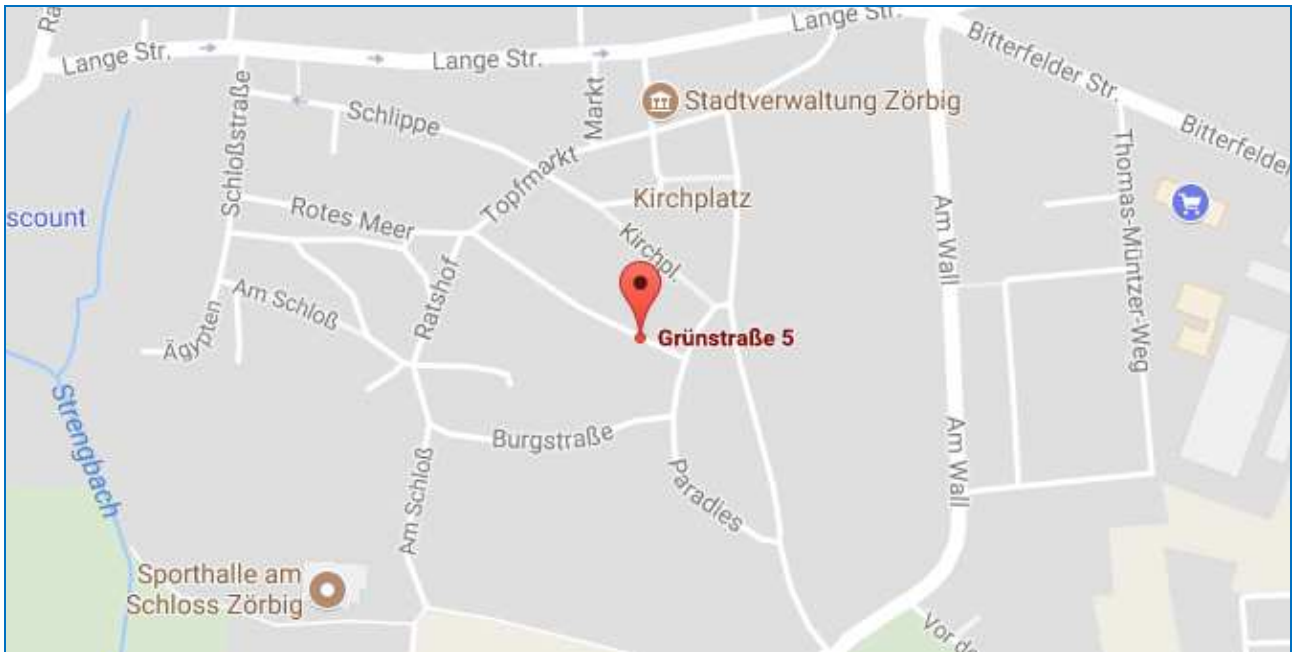 Lange Str.
Lange Str.
Lange Str.
Bitterfelder Str.
Bitterfelder
Schloßstraße
Schlippe
Markt
Stadtverwaltung Zörbig
Thomas-Müntzer-Weg
Topfmarkt
Kirchplatz
scount
Rotes Meer
Kirchpl.
Am Wall
Am Schloß
Ratshof
Ägypten
Grünstraße 5
Strengbach
Burgstraße
Am Wall
Am Schloß
Paradies
Sporthalle am
Schloss Zörbig
Vor de